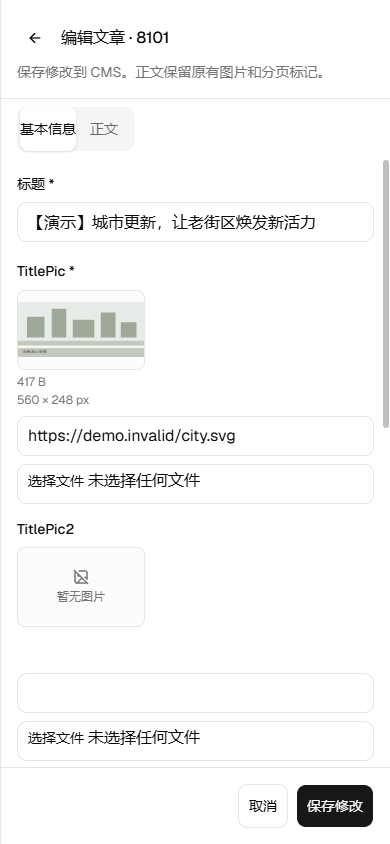 编辑文章 · 8101
保存修改到 CMS。正文保留原有图片和分页标记。
基本信息 正文
标题 *
【演示】城市更新，让老街区焕发新活力
TitlePic *
417 B
560 × 248 px
https://demo.invalid/city.svg
选择文件 未选择任何文件
TitlePic2
暂无图片
选择文件 未选择任何文件
取消 保存修改